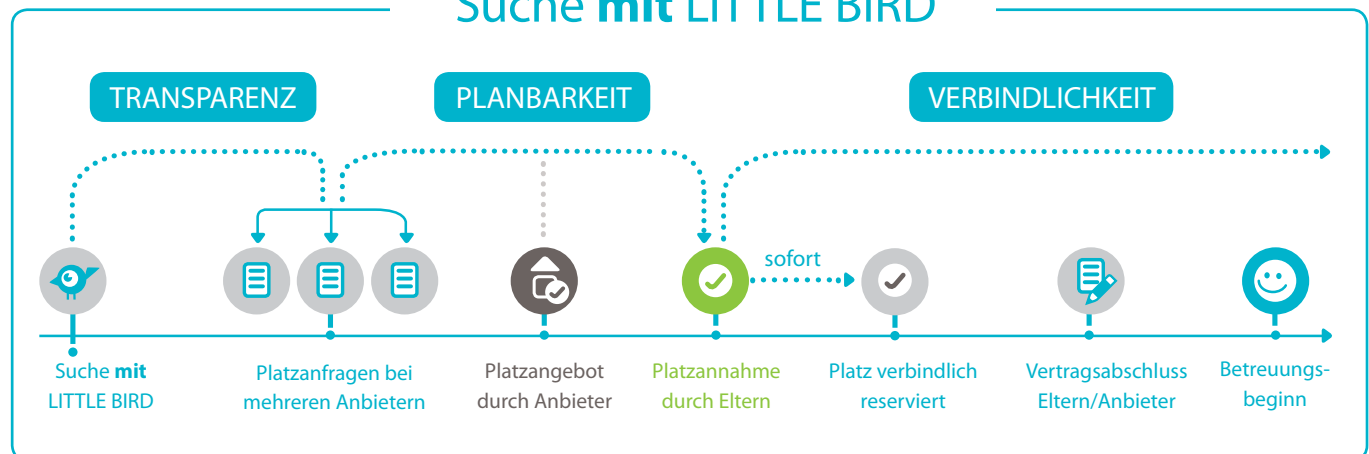 Suche mit LITTLE BIRD
TRANSPARENZ
PLANBARKEIT
VERBINDLICHKEIT
sofort
Suche mit
LITTLE BIRD
Platzanfragen bei
mehreren Anbietern
Platzangebot
durch Anbieter
Platzannahme
durch Eltern
Platz verbindlich
reserviert
Vertragsabschluss
Eltern/Anbieter
Betreuungs-
beginn